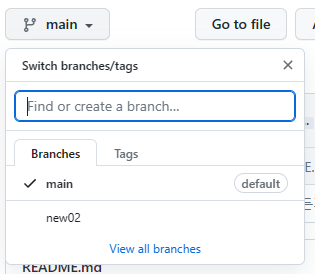 main
Go to file
Switch branches/tags
Find or create a branch...
Branches
Tags
main
default
new02
View all branches
README.md